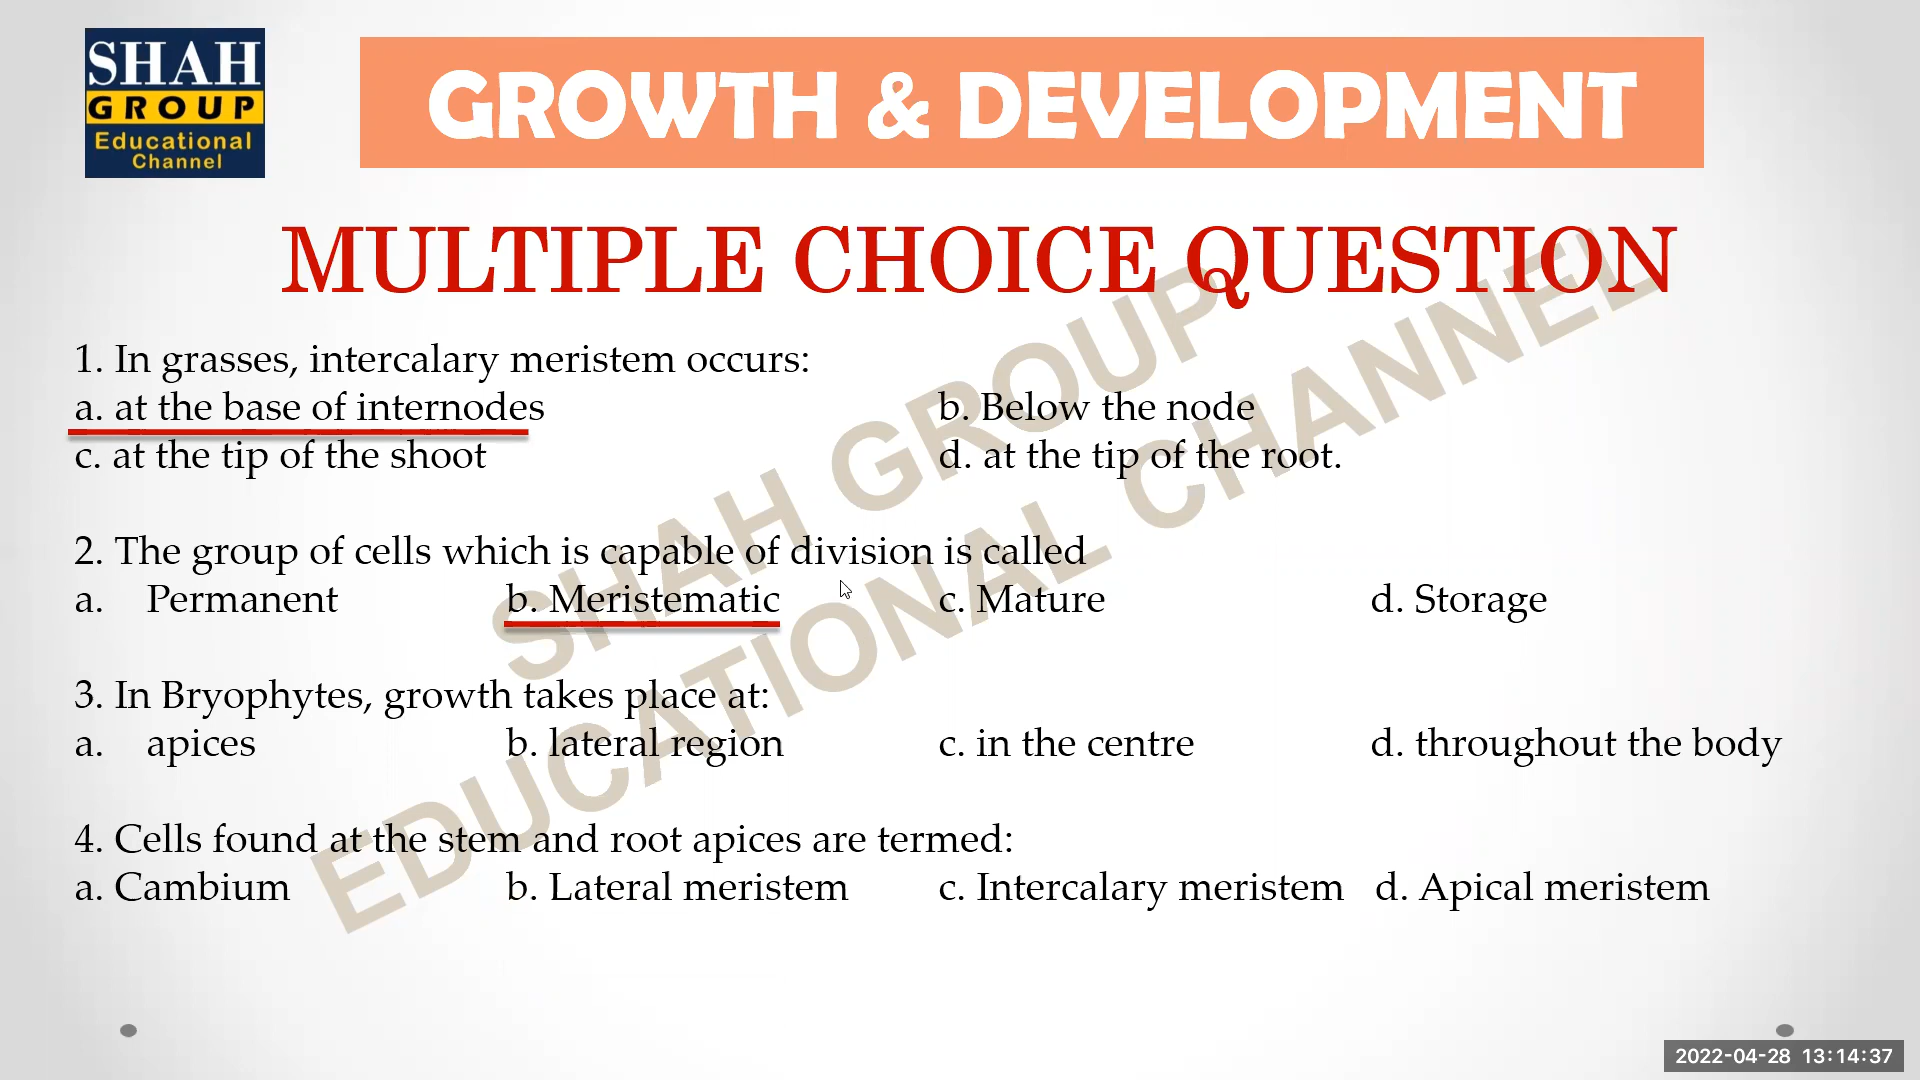 SHAH
GROUP
Educational
Channel
GROWTH & DEVELOPMENT
MULTIPLE CHOICE QUESTION
1. In grasses, intercalary meristem occurs:
a. at the base of internodes b. Below the node
c. at the tip of the shoot d. at the tip of the root.
2. The group of cells which is capable of division is called
a. Permanent b. Meristematic c. Mature d. Storage
3. In Bryophytes, growth takes place at:
a. apices b. lateral region c. in the centre d. throughout the body
4. Cells found at the stem and root apices are termed:
a. Cambium b. Lateral meristem c. Intercalary meristem d. Apical meristem
SHAH GROUP
EDUCATIONAL CHANNEL
2022-04-28 13:14:37